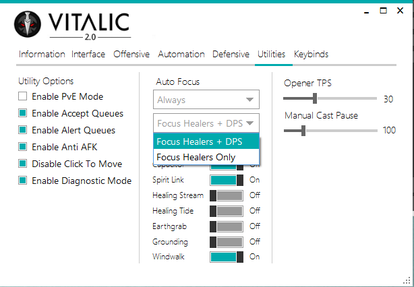 VITALIC
2.0
Information Interface Offensive Automation Defensive Utilities Keybinds
Utility Options
Enable PvE Mode
Enable Accept Queues
Enable Alert Queues
Enable Anti AFK
Disable Click To Move
Enable Diagnostic Mode
Auto Focus
Always
Focus Healers + DPS
Focus Healers + DPS
Focus Healers Only
Spirit Link On
Healing Stream Off
Healing Tide Off
Earthgrab Off
Grounding Off
Windwalk On
Opener TPS
30
Manual Cast Pause
100